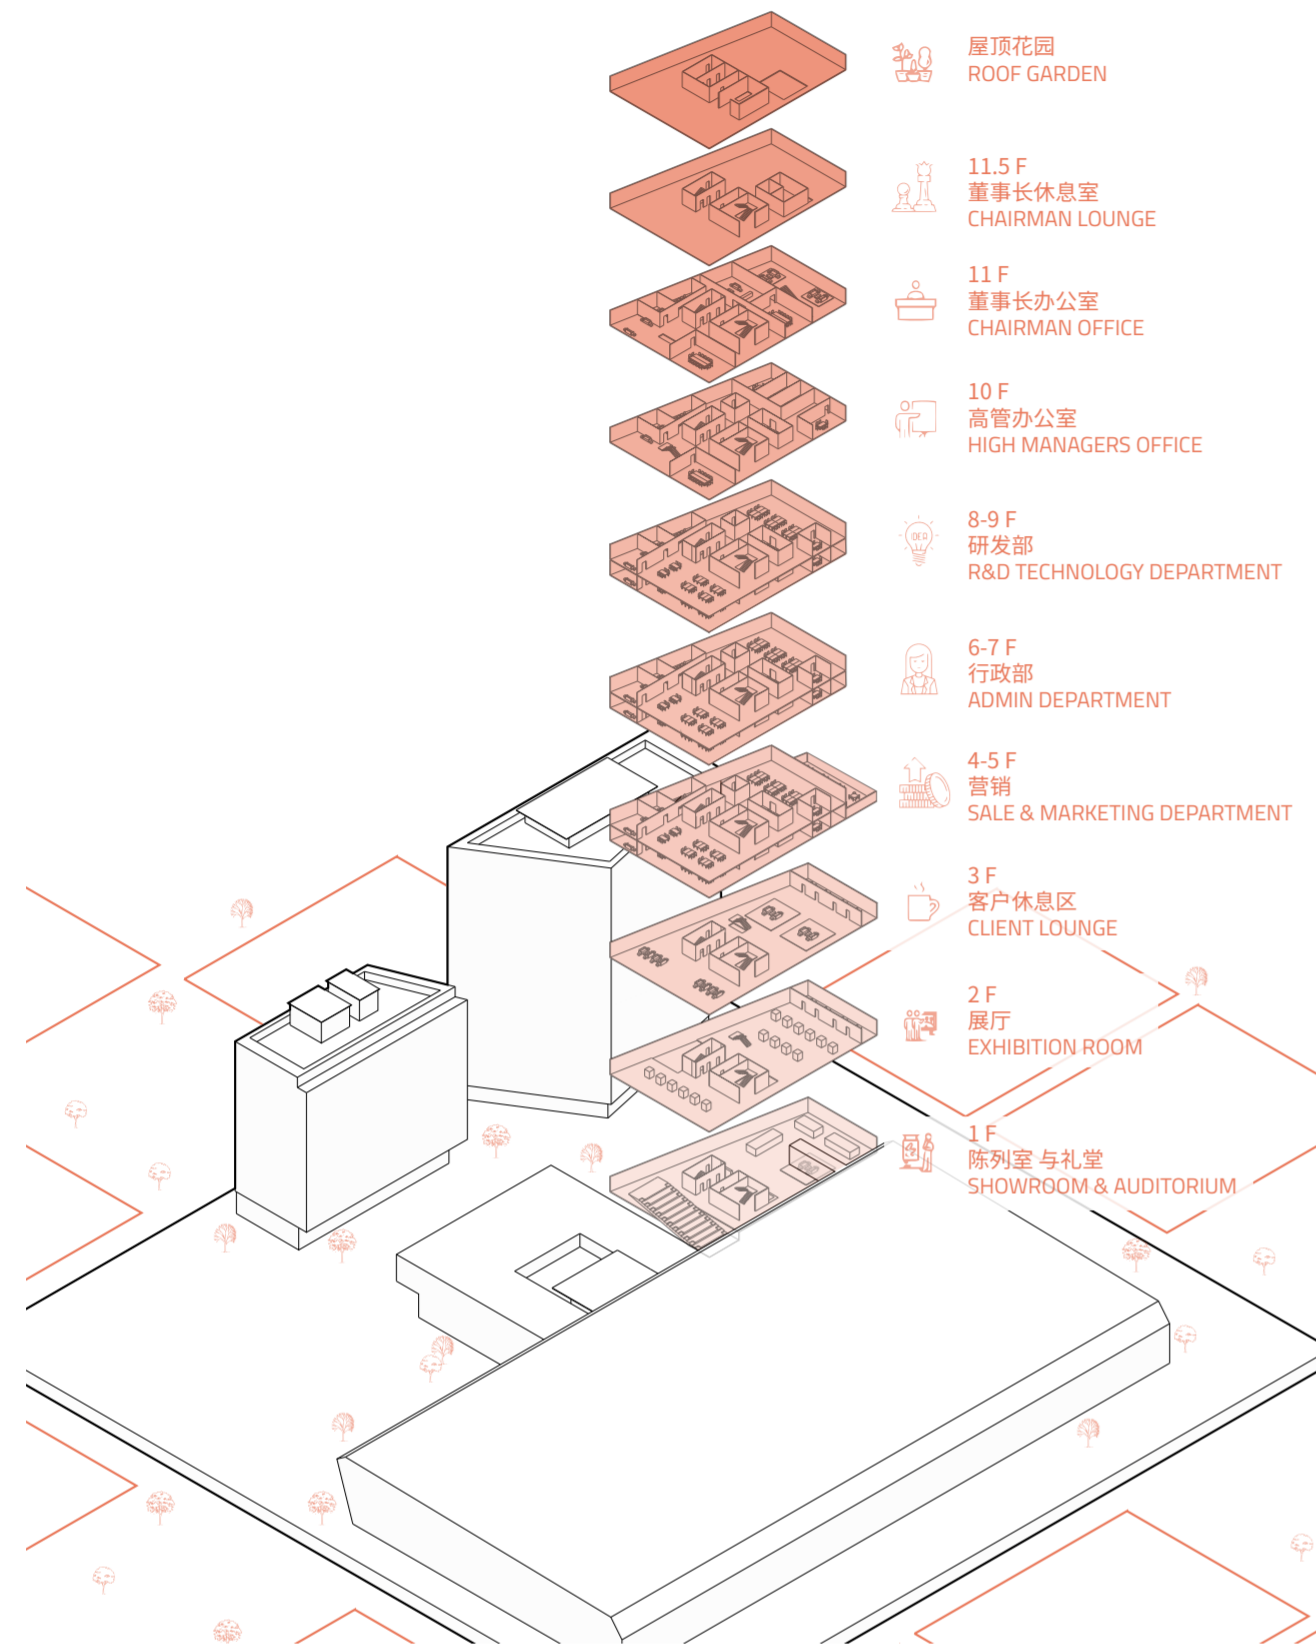 屋顶花园
ROOF GARDEN
11.5 F
董事长休息室
CHAIRMAN LOUNGE
11 F
董事长办公室
CHAIRMAN OFFICE
10 F
高管办公室
HIGH MANAGERS OFFICE
IDEA
8-9 F
研发部
R&D TECHNOLOGY DEPARTMENT
6-7 F
行政部
ADMIN DEPARTMENT
4-5 F
营销
SALE & MARKETING DEPARTMENT
3 F
客户休息区
CLIENT LOUNGE
2 F
展厅
EXHIBITION ROOM
1 F
陈列室 与礼堂
SHOWROOM & AUDITORIUM